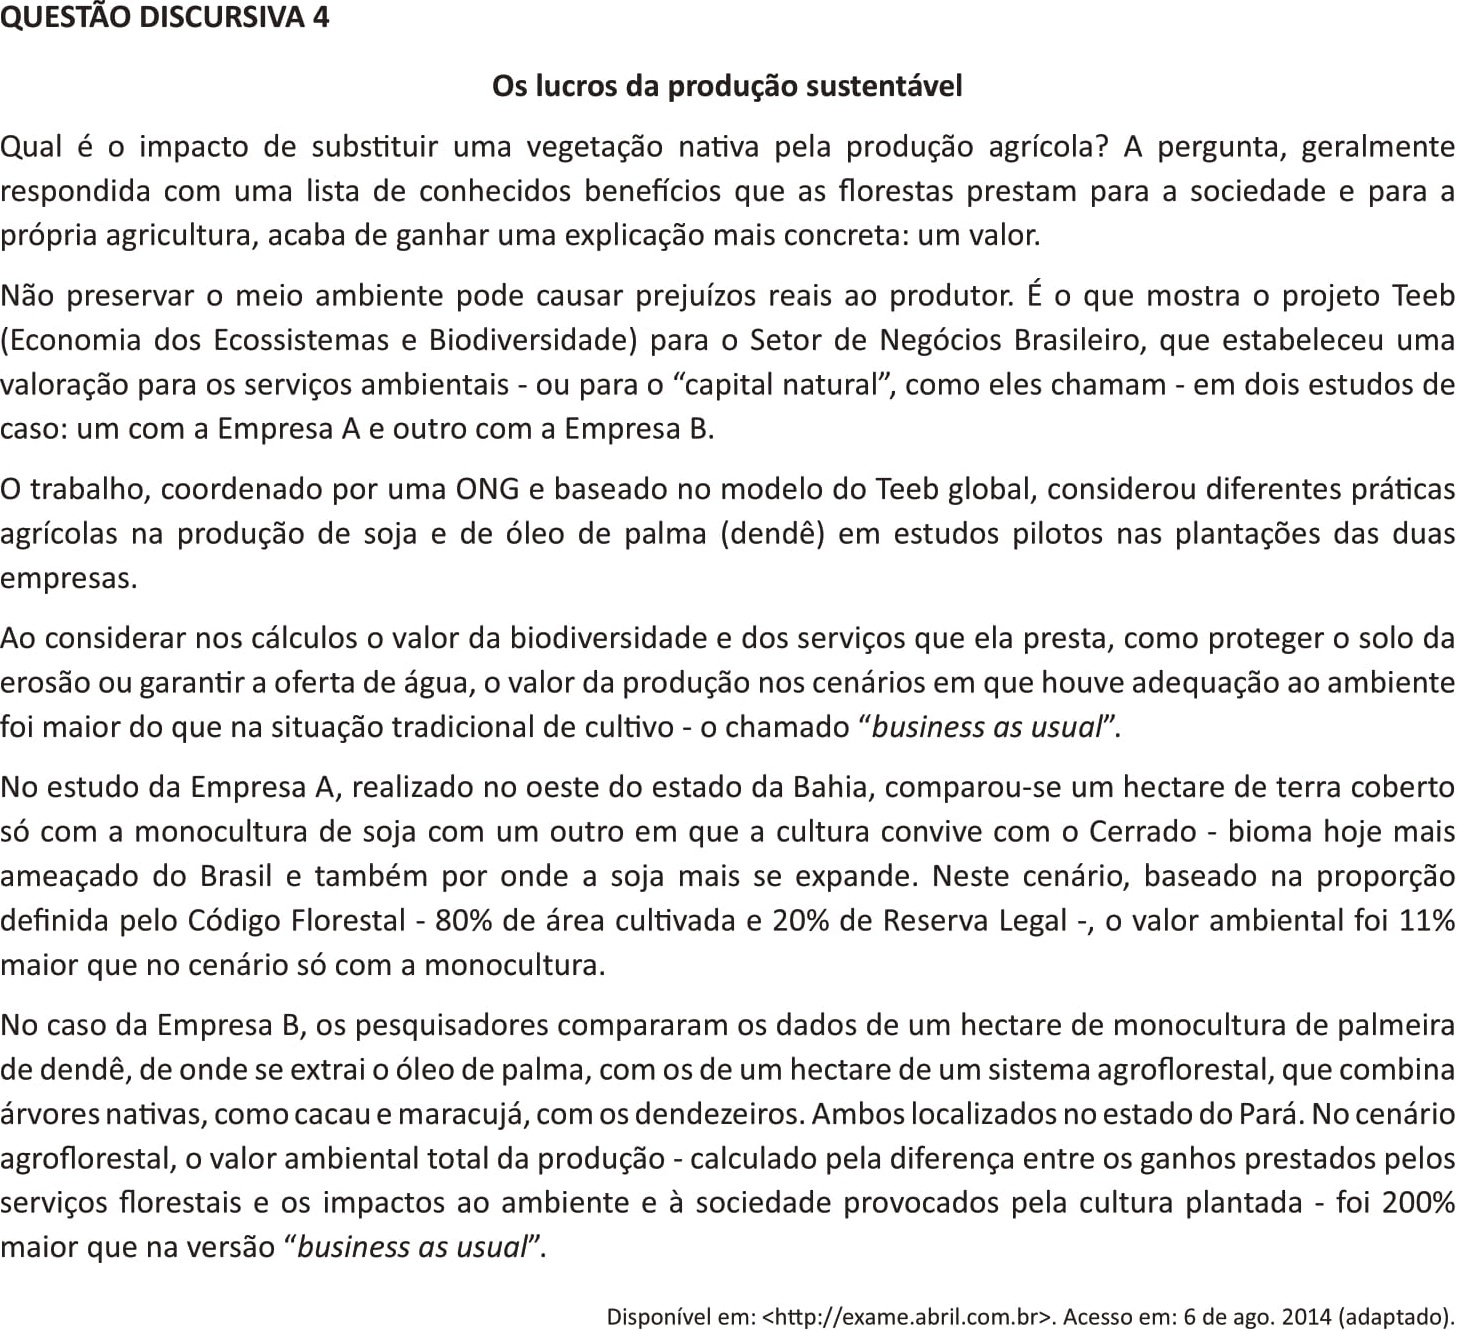 QUESTÃO DISCURSIVA 4
Os lucros da produção sustentável
Qual é o impacto de substituir uma vegetação nativa pela produção agrícola? A pergunta, geralmente
respondida com uma lista de conhecidos benefícios que as florestas prestam para a sociedade e para a
própria agricultura, acaba de ganhar uma explicação mais concreta: um valor.
Não preservar o meio ambiente pode causar prejuízos reais ao produtor. É o que mostra o projeto Teeb
(Economia dos Ecossistemas e Biodiversidade) para o Setor de Negócios Brasileiro, que estabeleceu uma
valoração para os serviços ambientais - ou para o “capital natural”, como eles chamam - em dois estudos de
caso: um com a Empresa A e outro com a Empresa B.
O trabalho, coordenado por uma ONG e baseado no modelo do Teeb global, considerou diferentes práticas
agrícolas na produção de soja e de óleo de palma (dendê) em estudos pilotos nas plantações das duas
empresas.
Ao considerar nos cálculos o valor da biodiversidade e dos serviços que ela presta, como proteger o solo da
erosão ou garantir a oferta de água, o valor da produção nos cenários em que houve adequação ao ambiente
foi maior do que na situação tradicional de cultivo - o chamado “business as usual”.
No estudo da Empresa A, realizado no oeste do estado da Bahia, comparou-se um hectare de terra coberto
só com a monocultura de soja com um outro em que a cultura convive com o Cerrado - bioma hoje mais
ameaçado do Brasil e também por onde a soja mais se expande. Neste cenário, baseado na proporção
definida pelo Código Florestal - 80% de área cultivada e 20% de Reserva Legal -, o valor ambiental foi 11%
maior que no cenário só com a monocultura.
No caso da Empresa B, os pesquisadores compararam os dados de um hectare de monocultura de palmeira
de dendê, de onde se extrai o óleo de palma, com os de um hectare de um sistema agroflorestal, que combina
árvores nativas, como cacau e maracujá, com os dendezeiros. Ambos localizados no estado do Pará. No cenário
agroflorestal, o valor ambiental total da produção - calculado pela diferença entre os ganhos prestados pelos
serviços florestais e os impactos ao ambiente e à sociedade provocados pela cultura plantada - foi 200%
maior que na versão “business as usual”.
Disponível em: <http://exame.abril.com.br>. Acesso em: 6 de ago. 2014 (adaptado).